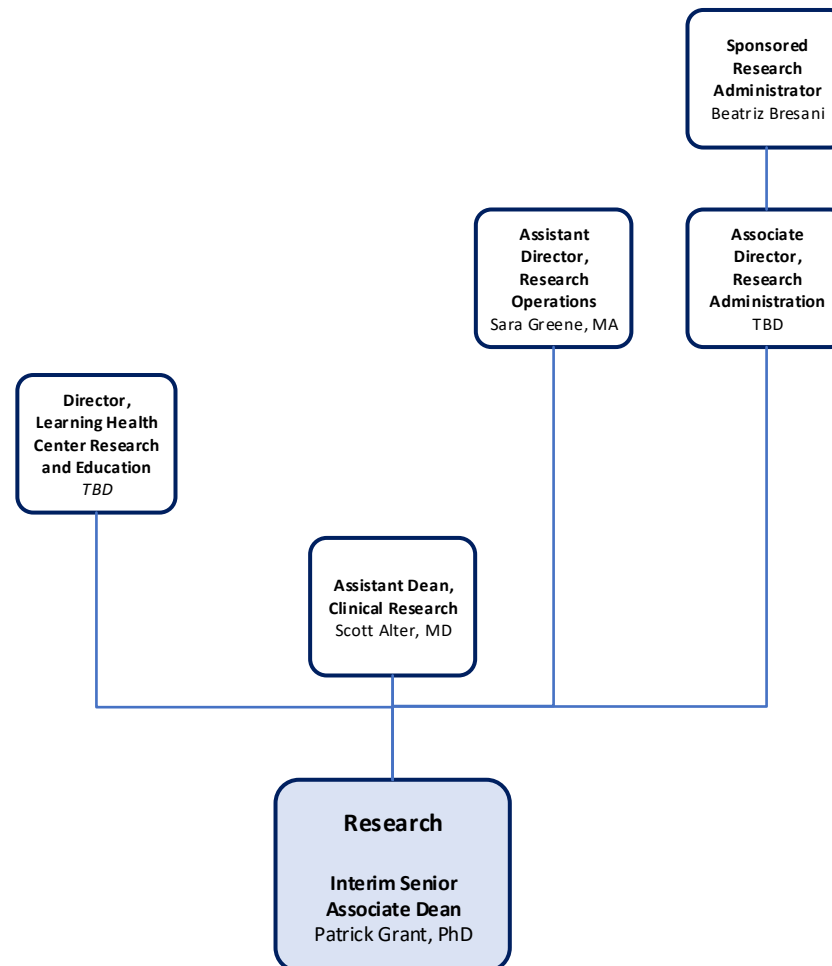 Sponsored
Research
Administrator
Beatriz Bresani
Assistant
Director,
Research
Operations
Sara Greene, MA
Associate
Director,
Research
Administration
TBD
Director,
Learning Health
Center Research
and Education
TBD
Assistant Dean,
Clinical Research
Scott Alter, MD
Research
Interim Senior
Associate Dean
Patrick Grant, PhD